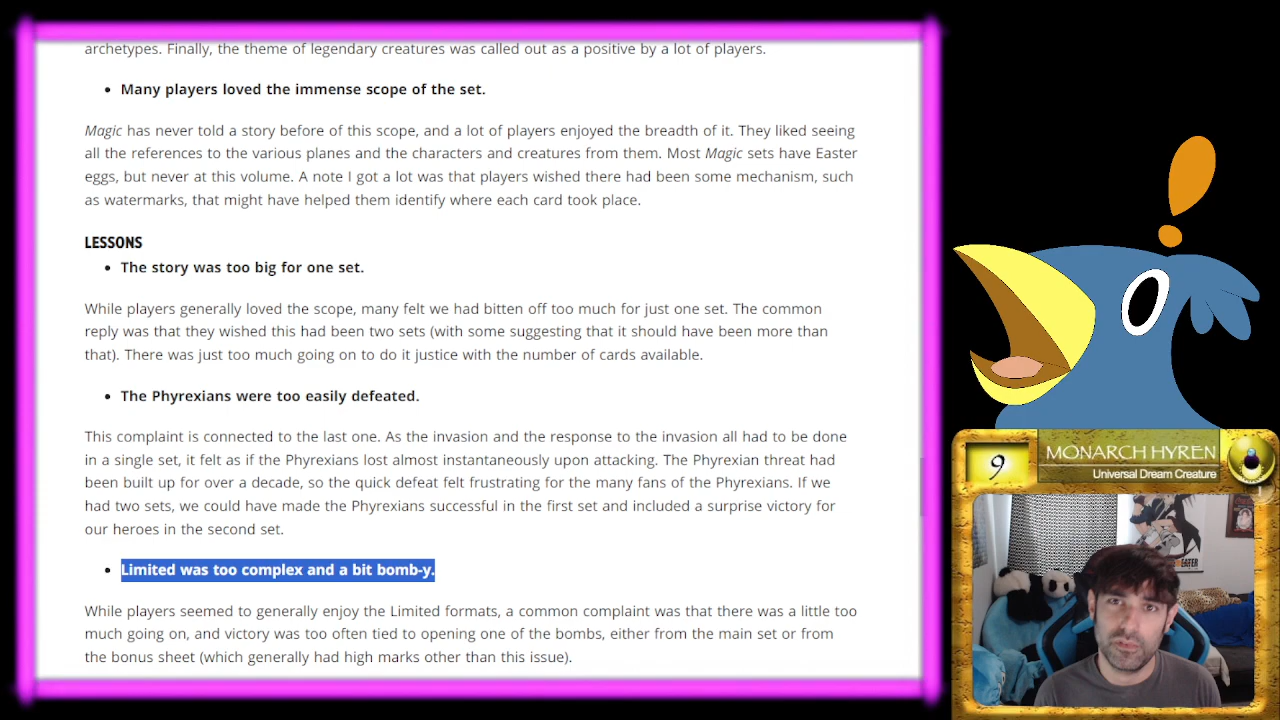 archetypes. Finally, the theme of legendary creatures was called out as a positive by a lot of players.
• Many players loved the immense scope of the set.
Magic has never told a story before of this scope, and a lot of players enjoyed the breadth of it. They liked seeing
all the references to the various planes and the characters and creatures from them. Most Magic sets have Easter
eggs, but never at this volume. A note I got a lot was that players wished there had been some mechanism, such
as watermarks, that might have helped them identify where each card took place.
LESSONS
• The story was too big for one set.
While players generally loved the scope, many felt we had bitten off too much for just one set. The common
reply was that they wished this had been two sets (with some suggesting that it should have been more than
that). There was just too much going on to do it justice with the number of cards available.
• The Phyrexians were too easily defeated.
This complaint is connected to the last one. As the invasion and the response to the invasion all had to be done
in a single set, it felt as if the Phyrexians lost almost instantaneously upon attacking. The Phyrexian threat had
been built up for over a decade, so the quick defeat felt frustrating for the many fans of the Phyrexians. If we
had two sets, we could have made the Phyrexians successful in the first set and included a surprise victory for
our heroes in the second set.
• Limited was too complex and a bit bomb-y.
While players seemed to generally enjoy the Limited formats, a common complaint was that there was a little too
much going on, and victory was too often tied to opening one of the bombs, either from the main set or from
the bonus sheet (which generally had high marks other than this issue).
9
MONARCH HYREN
Universal Dream Creature